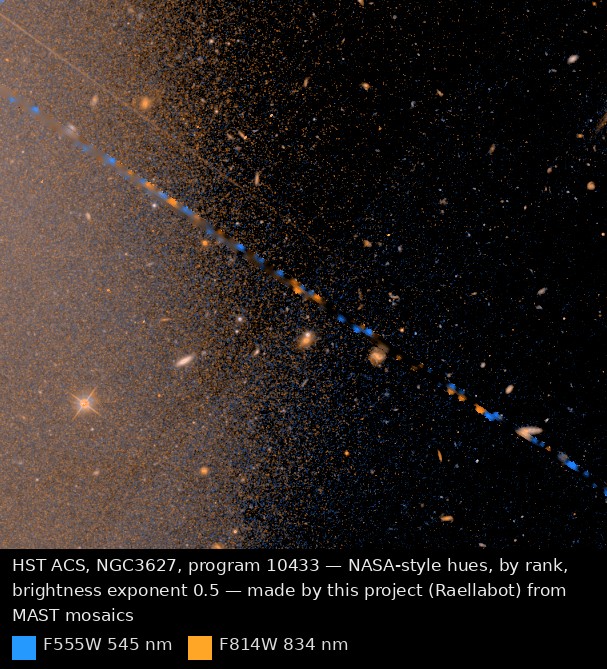 HST ACS, NGC3627, program 10433 — NASA-style hues, by rank,
brightness exponent 0.5 — made by this project (Raellabot) from
MAST mosaics
F555W 545 nm F814W 834 nm